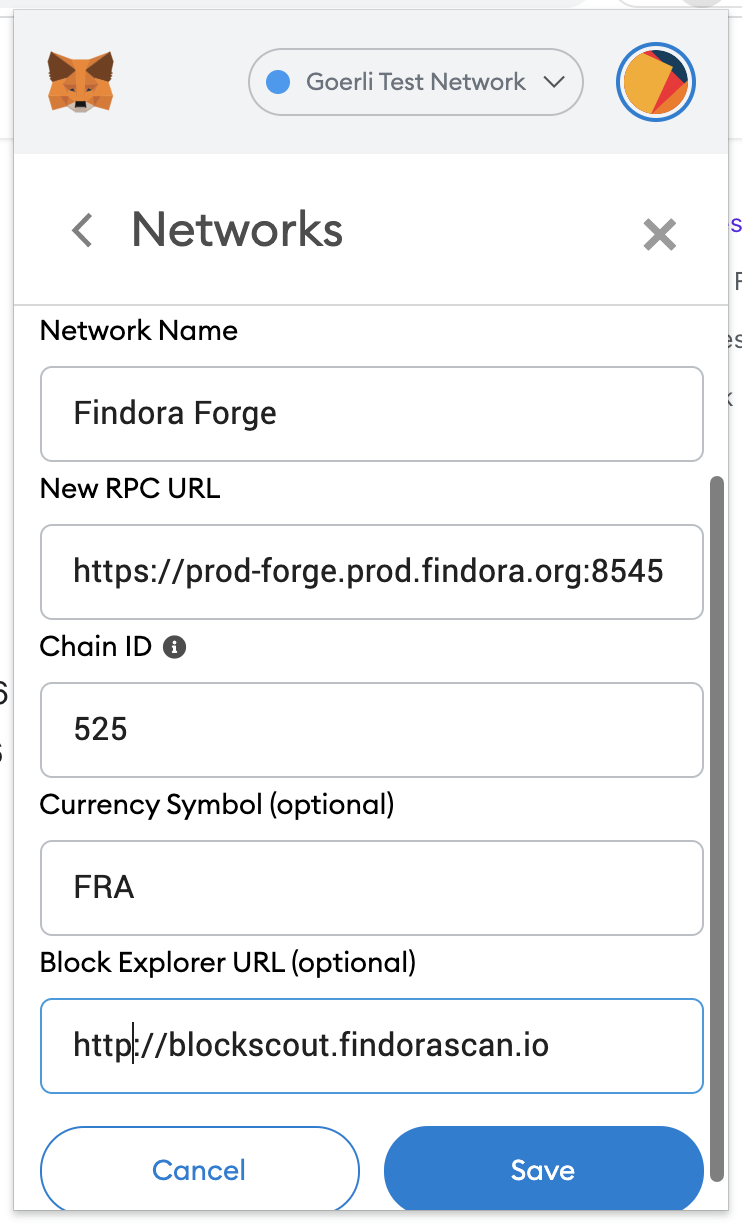 Goerli Test Network
Networks
Network Name
Findora Forge
New RPC URL
https://prod-forge.prod.findora.org:8545
Chain ID
525
Currency Symbol (optional)
FRA
Block Explorer URL (optional)
http://blockscout.findorascan.io
Cancel
Save